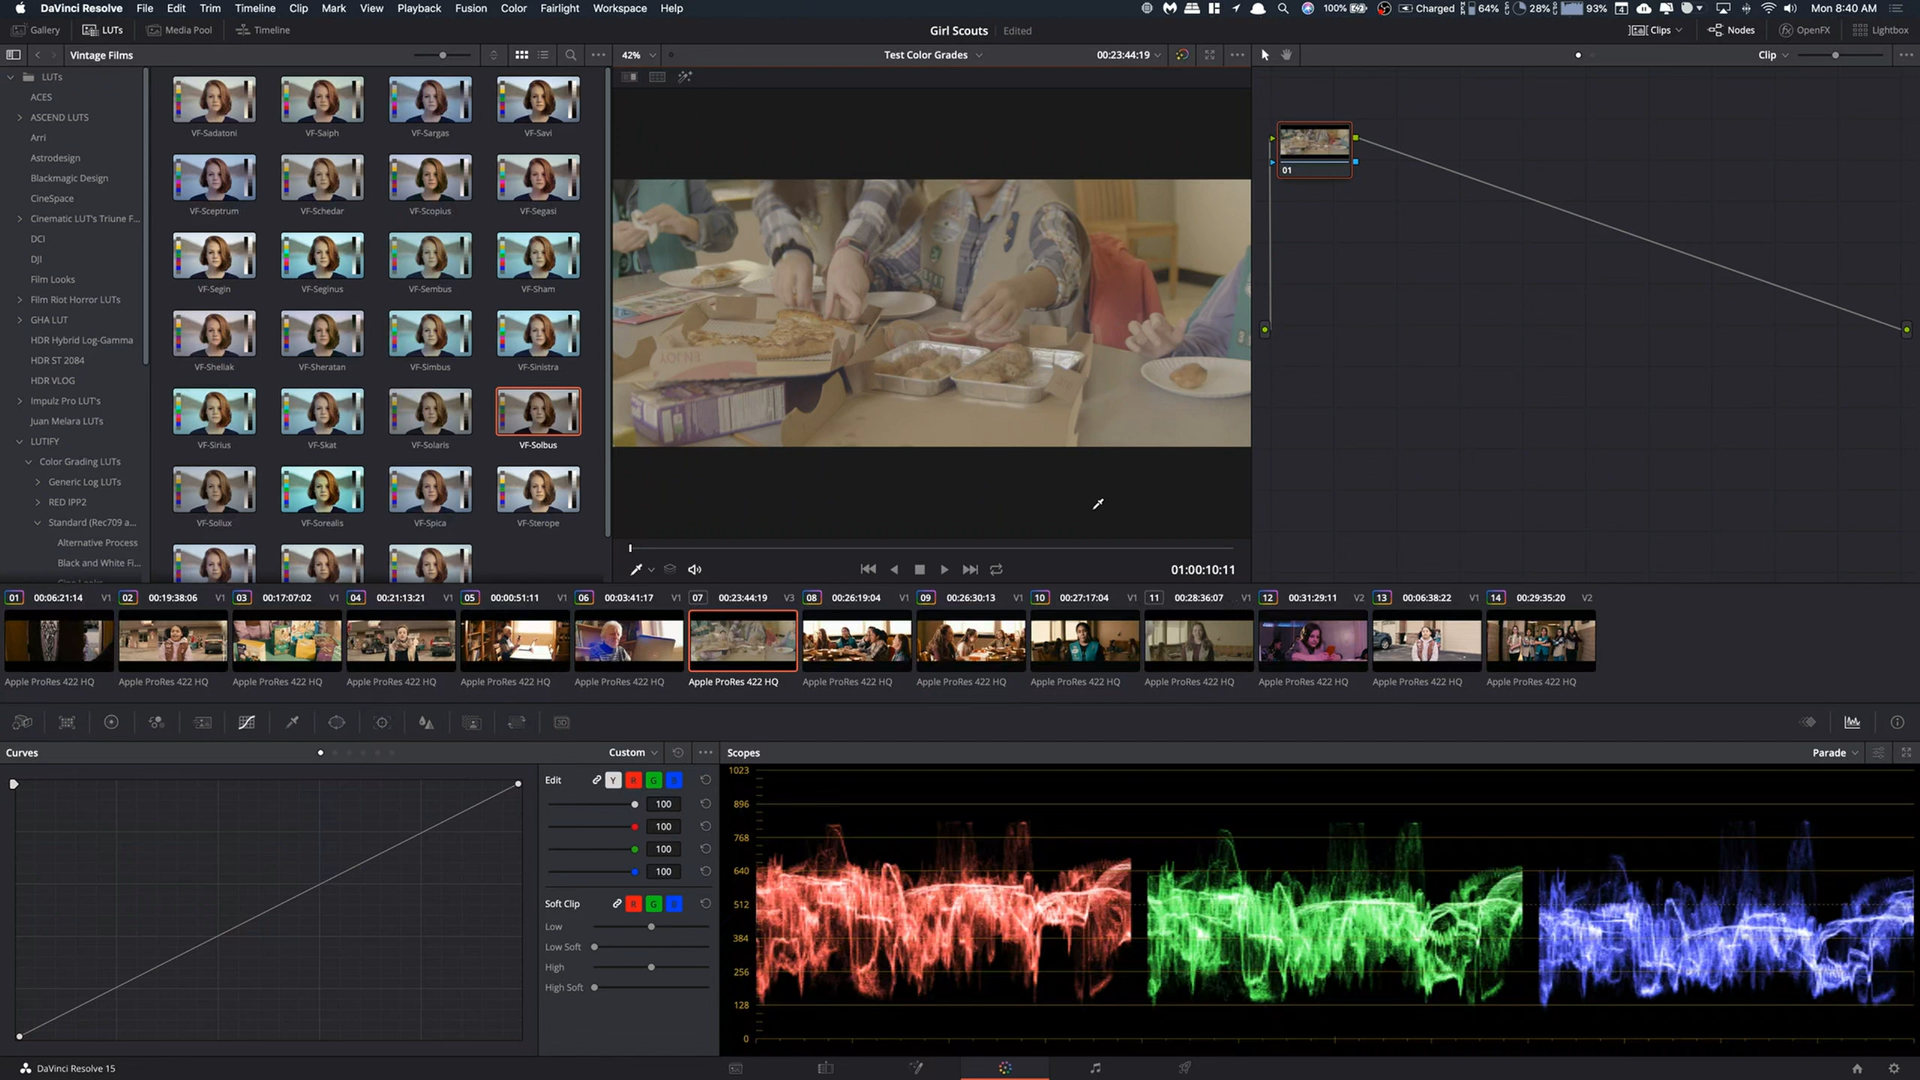 DaVinci Resolve File Edit Trim Timeline Clip Mark View Playback Fusion Color Fairlight Workspace Help
100% Charged 64% 28% 93% 4 Mon 8:40 AM
Gallery LUTs Media Pool Timeline
Girl Scouts Edited
Clips Nodes OpenFX Lightbox
Vintage Films
42% Test Color Grades 00:23:44:19
Clip
LUTs
ACES
ASCEND LUTS
Arri
Astrodesign
Blackmagic Design
CineSpace
Cinematic LUT's Triune F...
DCI
DJI
Film Looks
Film Riot Horror LUTs
GHA LUT
HDR Hybrid Log-Gamma
HDR ST 2084
HDR VLOG
Impulz Pro LUT's
Juan Melara LUTs
LUTIFY
Color Grading LUTs
Generic Log LUTs
RED IPP2
Standard (Rec709 a...
Alternative Process
Black and White Fi...
VF-Sadatoni VF-Saiph VF-Sargas VF-Savi
VF-Sceptrum VF-Schedar VF-Scopius VF-Segasi
VF-Segin VF-Seginus VF-Sembus VF-Sham
VF-Sheliak VF-Sheratan VF-Simbus VF-Sinistra
VF-Sirius VF-Skat VF-Solaris VF-Solbus
VF-Sollux VF-Sorealis VF-Spica VF-Sterope
ENJOY
01
01:00:10:11
01 00:06:21:14 V1 02 00:19:38:06 V1 03 00:17:07:02 V1 04 00:21:13:21 V1 05 00:00:51:11 V1 06 00:03:41:17 V1 07 00:23:44:19 V3 08 00:26:19:04 V1 09 00:26:30:13 V1 10 00:27:17:04 V1 11 00:28:36:07 V1 12 00:31:29:11 V2 13 00:06:38:22 V1 14 00:29:35:20 V2
Apple ProRes 422 HQ Apple ProRes 422 HQ Apple ProRes 422 HQ Apple ProRes 422 HQ Apple ProRes 422 HQ Apple ProRes 422 HQ Apple ProRes 422 HQ Apple ProRes 422 HQ Apple ProRes 422 HQ Apple ProRes 422 HQ Apple ProRes 422 HQ Apple ProRes 422 HQ Apple ProRes 422 HQ Apple ProRes 422 HQ
Curves Custom Scopes Parade
Edit Y R G B
100
100
100
100
Soft Clip R G B
Low
Low Soft
High
High Soft
1023
896
768
640
512
384
256
128
0
DaVinci Resolve 15